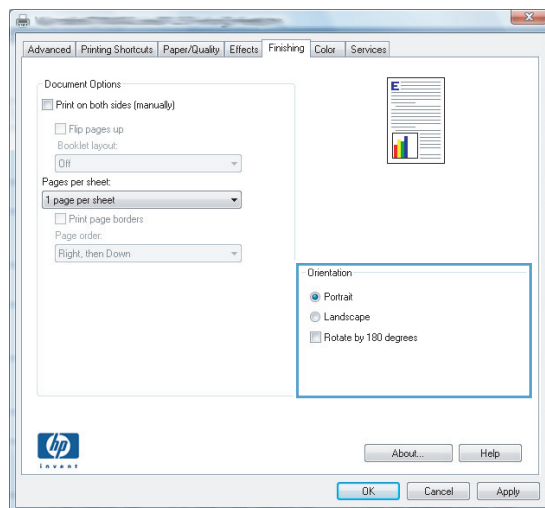 Advanced Printing Shortcuts Paper/Quality Effects Finishing Color Services
Document Options
Print on both sides (manually)
Flip pages up
Booklet layout:
Off
Pages per sheet:
1 page per sheet
Print page borders
Page order:
Right, then Down
E
Orientation
Portrait
Landscape
Rotate by 180 degrees
hp
invent
About... Help
OK Cancel Apply